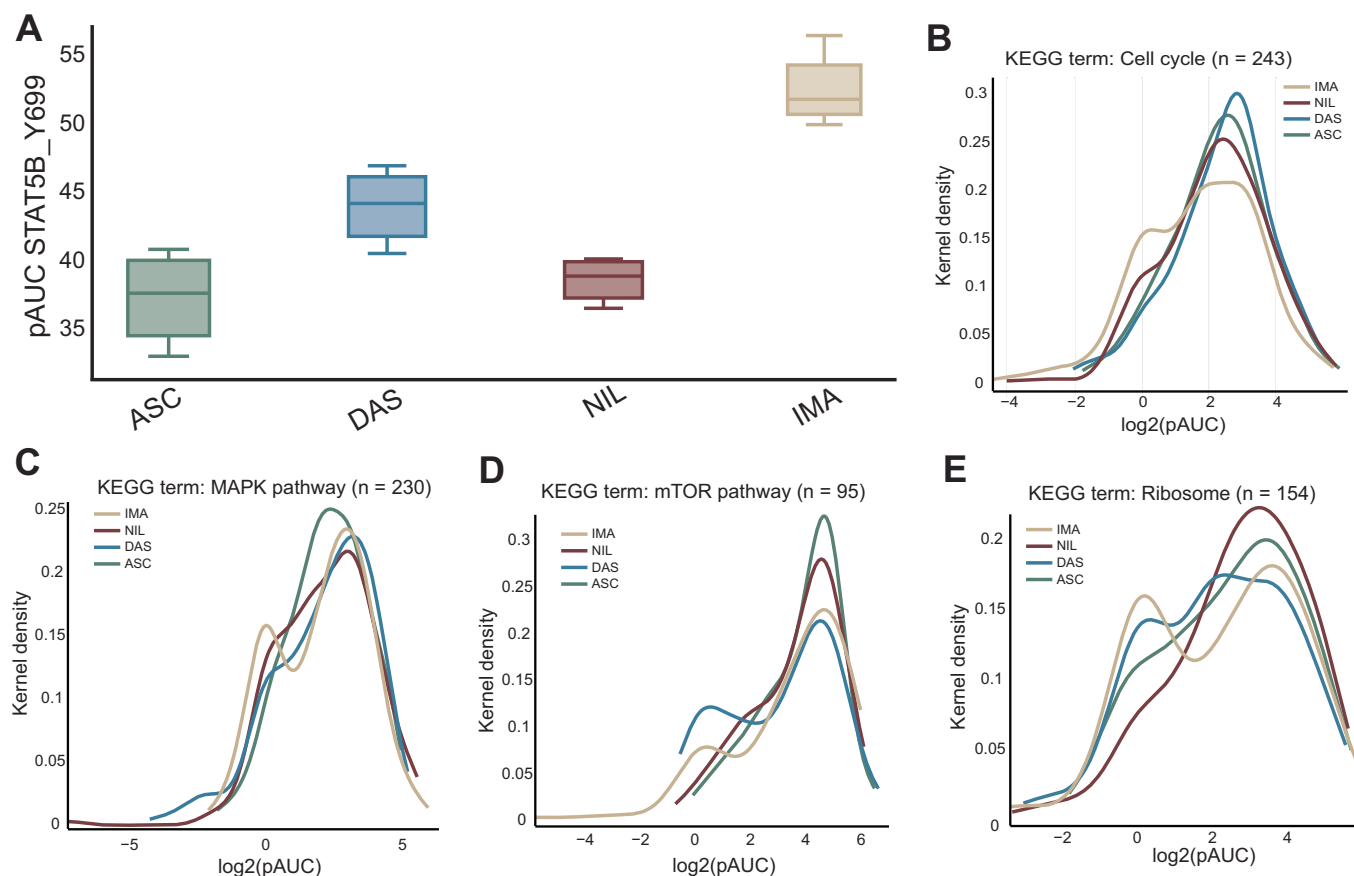 A
pAUC STAT5B_Y699
55
50
45
40
35
ASC
DAS
NIL
IMA
B
KEGG term: Cell cycle (n = 243)
Kernel density
0.3
0.25
0.2
0.15
0.1
0.05
0
IMA
NIL
DAS
ASC
−4
−2
0
2
4
log2(pAUC)
C
KEGG term: MAPK pathway (n = 230)
Kernel density
0.25
0.2
0.15
0.1
0.05
0
IMA
NIL
DAS
ASC
−5
0
5
log2(pAUC)
D
KEGG term: mTOR pathway (n = 95)
Kernel density
0.3
0.25
0.2
0.15
0.1
0.05
0
IMA
NIL
DAS
ASC
−4
−2
0
2
4
6
log2(pAUC)
E
KEGG term: Ribosome (n = 154)
Kernel density
0.2
0.15
0.1
0.05
0
IMA
NIL
DAS
ASC
−2
0
2
4
log2(pAUC)